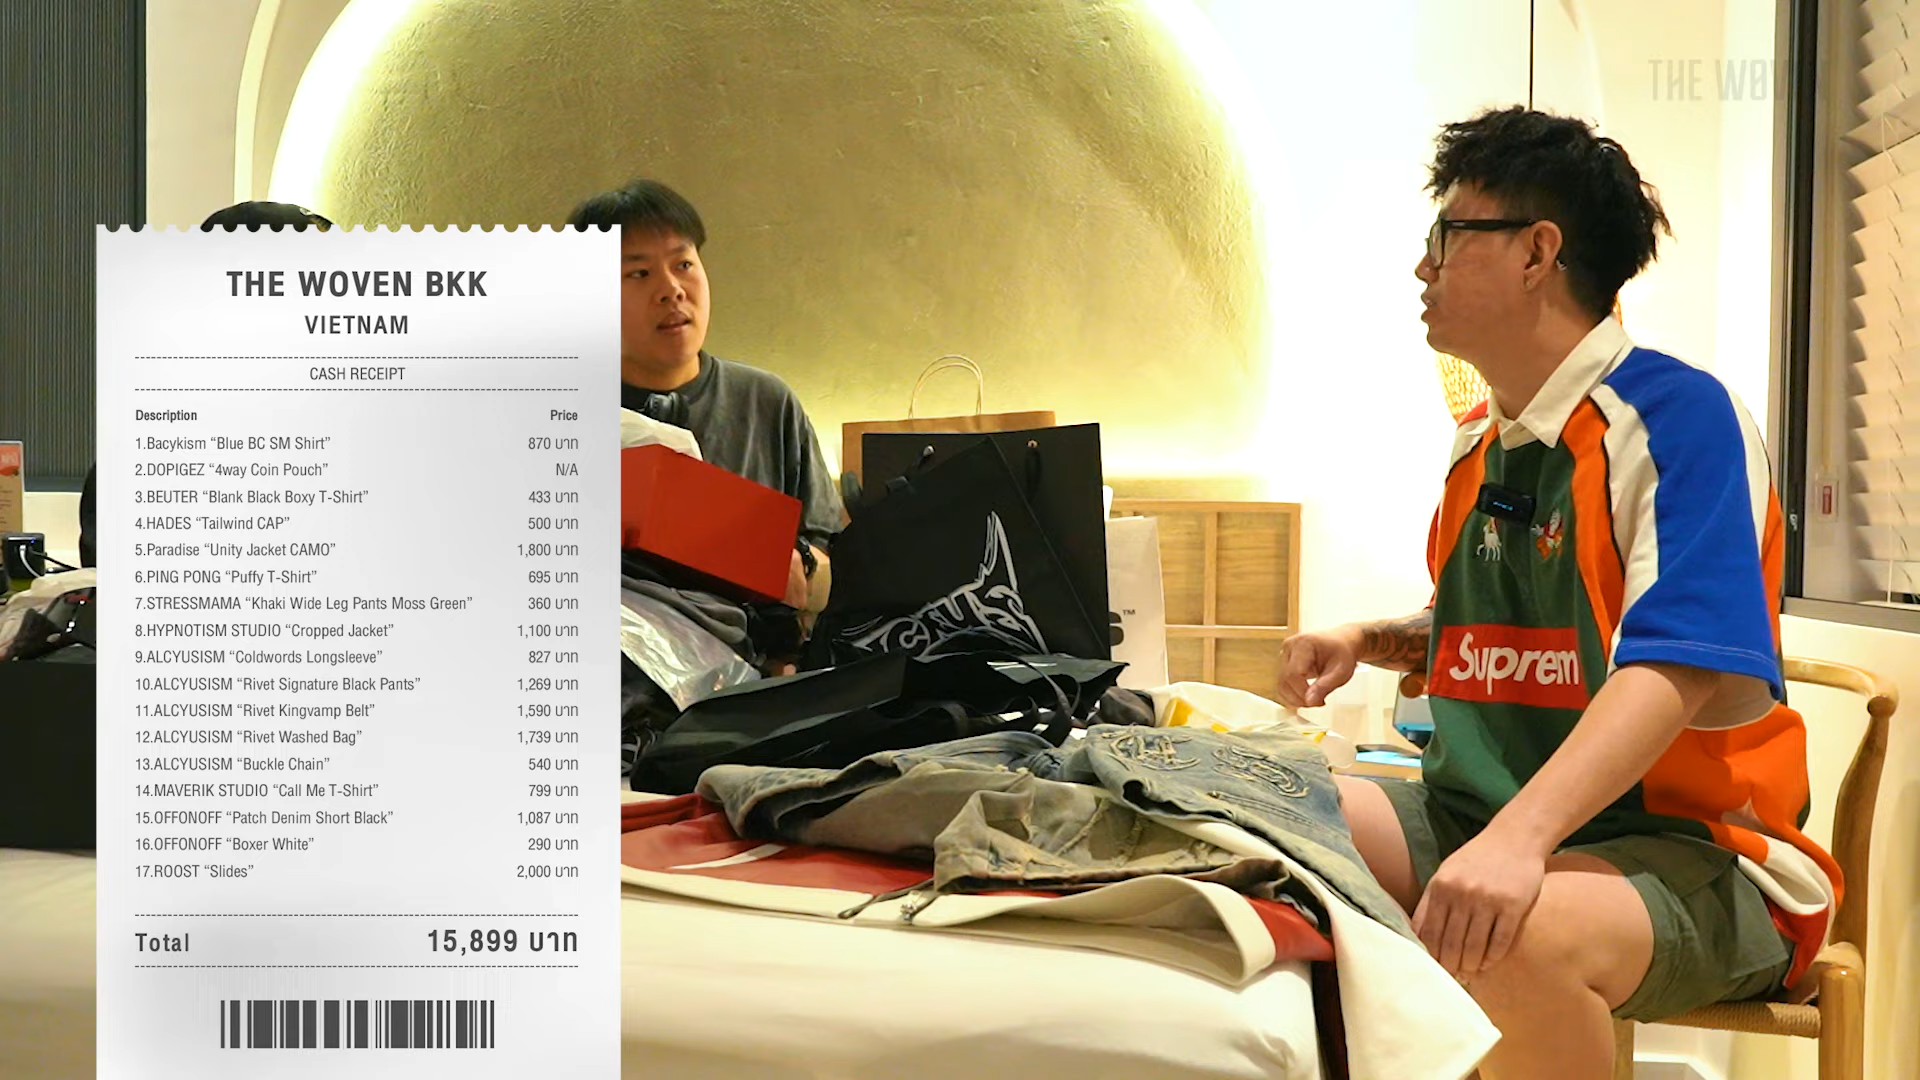 THE WOVEN
THE WOVEN BKK
VIETNAM
CASH RECEIPT
Description Price
1.Bacykism “Blue BC SM Shirt” 870 บาท
2.DOPIGEZ “4way Coin Pouch” N/A
3.BEUTER “Blank Black Boxy T-Shirt” 433 บาท
4.HADES “Tailwind CAP” 500 บาท
5.Paradise “Unity Jacket CAMO” 1,800 บาท
6.PING PONG “Puffy T-Shirt” 695 บาท
7.STRESSMAMA “Khaki Wide Leg Pants Moss Green” 360 บาท
8.HYPNOTISM STUDIO “Cropped Jacket” 1,100 บาท
9.ALCYUSISM “Coldwords Longsleeve” 827 บาท
10.ALCYUSISM “Rivet Signature Black Pants” 1,269 บาท
11.ALCYUSISM “Rivet Kingvamp Belt” 1,590 บาท
12.ALCYUSISM “Rivet Washed Bag” 1,739 บาท
13.ALCYUSISM “Buckle Chain” 540 บาท
14.MAVERIK STUDIO “Call Me T-Shirt” 799 บาท
15.OFFONOFF “Patch Denim Short Black” 1,087 บาท
16.OFFONOFF “Boxer White” 290 บาท
17.ROOST “Slides” 2,000 บาท
Total 15,899 บาท
Suprem